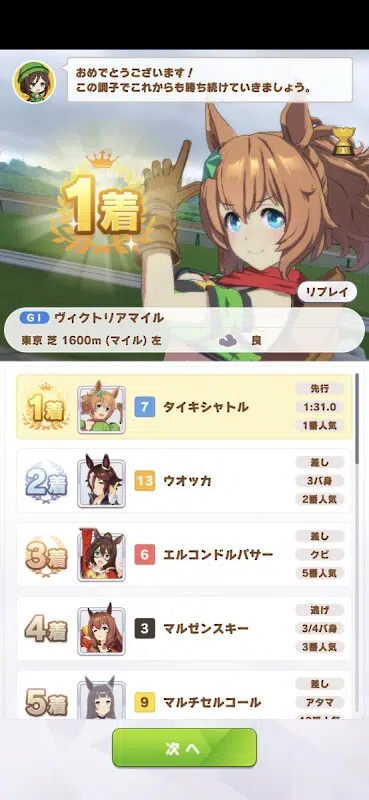 おめでとうございます！
この調子でこれからも勝ち続けていきましょう。
1着
リプレイ
GI ヴィクトリアマイル
東京 芝 1600m (マイル) 左 良
1着 7 タイキシャトル 先行 1:31.0 1番人気
2着 13 ウオッカ 差し 3バ身 2番人気
3着 6 エルコンドルパサー 差し クビ 5番人気
4着 3 マルゼンスキー 逃げ 3/4バ身 3番人気
5着 9 マルチセルコール 差し アタマ
次へ